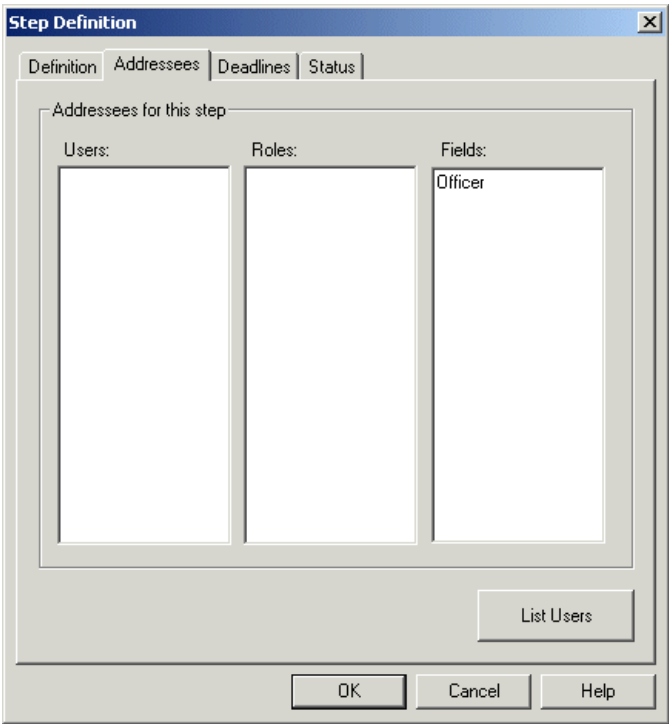 Step Definition
Definition Addressees Deadlines Status
Addressees for this step
Users: Roles: Fields:
Officer
List Users
OK Cancel Help